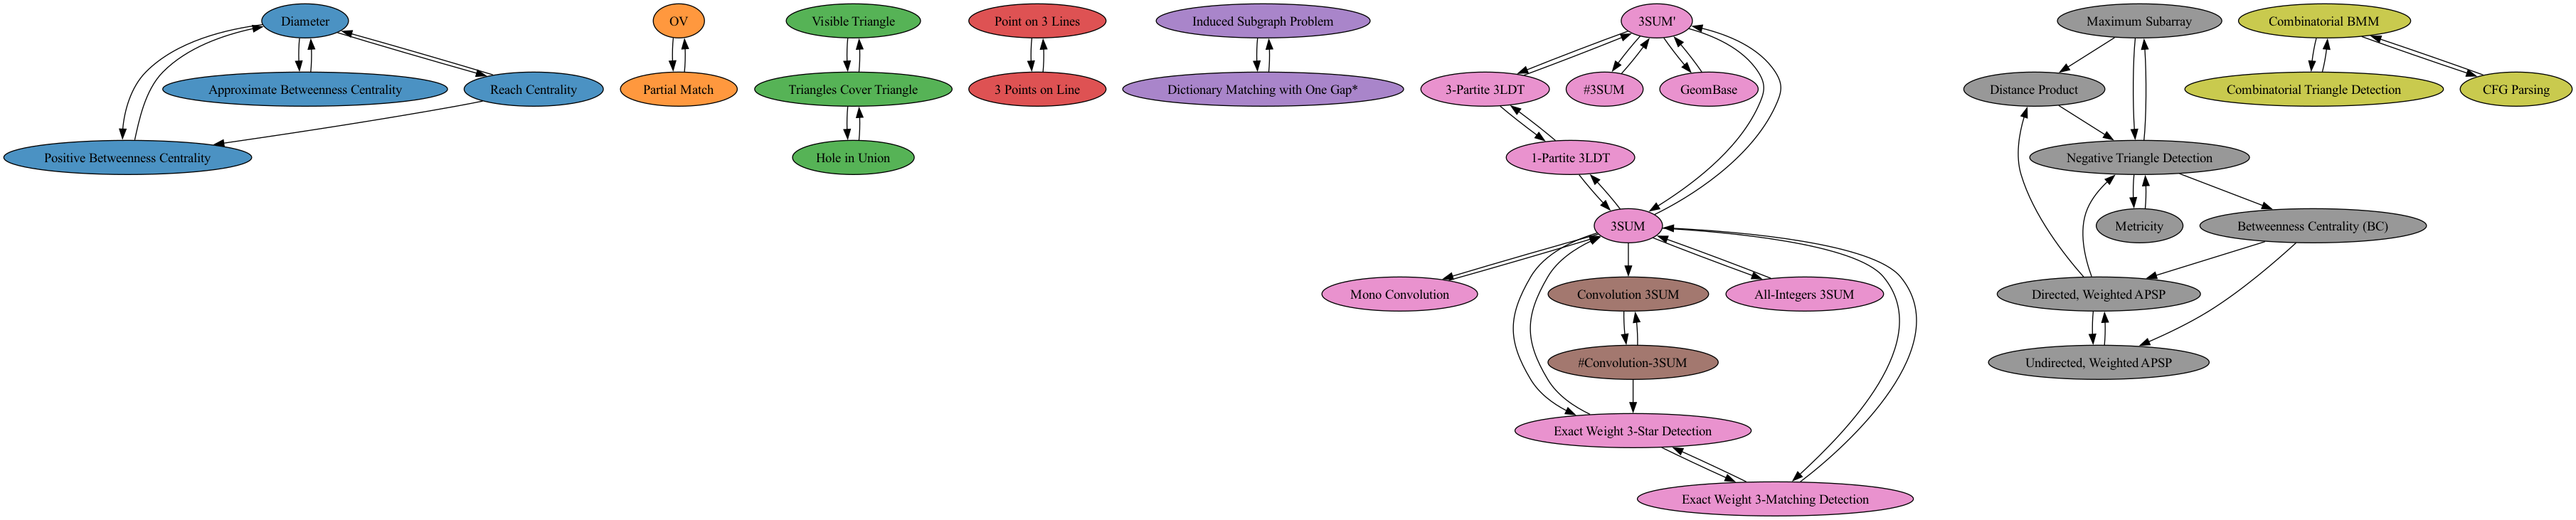 Diameter
Approximate Betweenness Centrality
Reach Centrality
Positive Betweenness Centrality
OV
Partial Match
Visible Triangle
Triangles Cover Triangle
Hole in Union
Point on 3 Lines
3 Points on Line
Induced Subgraph Problem
Dictionary Matching with One Gap*
3SUM'
3-Partite 3LDT
#3SUM
GeomBase
1-Partite 3LDT
3SUM
Mono Convolution
Convolution 3SUM
All-Integers 3SUM
#Convolution-3SUM
Exact Weight 3-Star Detection
Exact Weight 3-Matching Detection
Maximum Subarray
Distance Product
Negative Triangle Detection
Metricity
Betweenness Centrality (BC)
Directed, Weighted APSP
Undirected, Weighted APSP
Combinatorial BMM
Combinatorial Triangle Detection
CFG Parsing